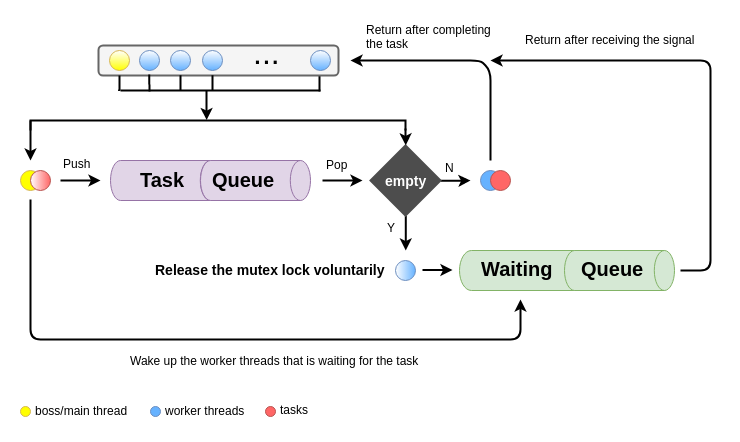 Return after completing
the task
Return after receiving the signal
...
Push
Task Queue
Pop
empty
N
Y
Release the mutex lock voluntarily
Waiting Queue
Wake up the worker threads that is waiting for the task
boss/main thread
worker threads
tasks